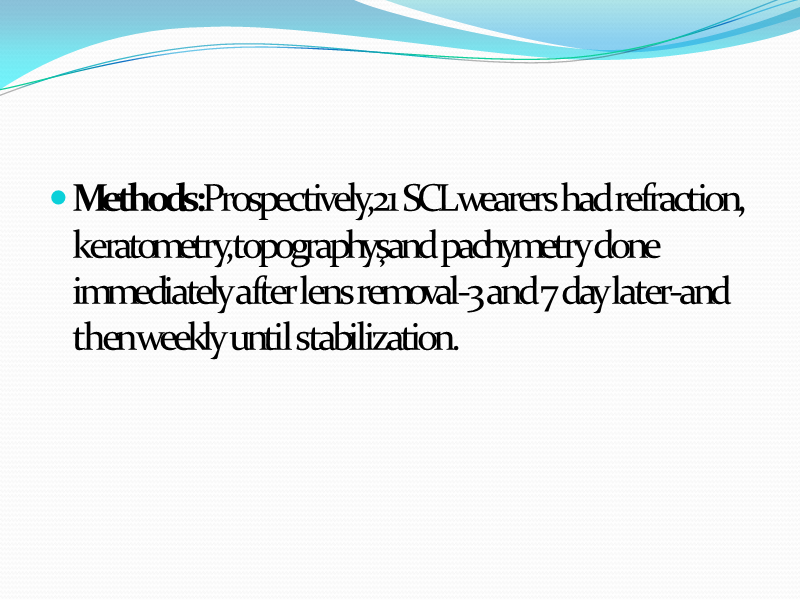 Methods:Prospectively,21 SCL wearers had refraction,
keratometry,topography,and pachymetry done
immediately after lens removal-3 and 7 day later-and
then weekly until stabilization.